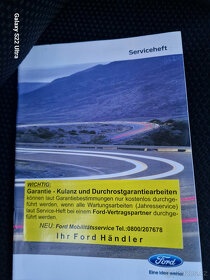 Galaxy S22 Ultra
Serviceheft
WICHTIG:
Garantie - Kulanz und Durchrostgarantiearbeiten
können laut Garantiebestimmungen nur kostenlos durchge-
führt werden, wenn alle Wartungsarbeiten (Jahresservice)
laut Service-Heft bei einem Ford-Vertragspartner durchge-
führt werden.
NEU: Ford Mobilitätsservice Tel.0800/207678
Ihr Ford Händler
Ford
Eine Idee weiter